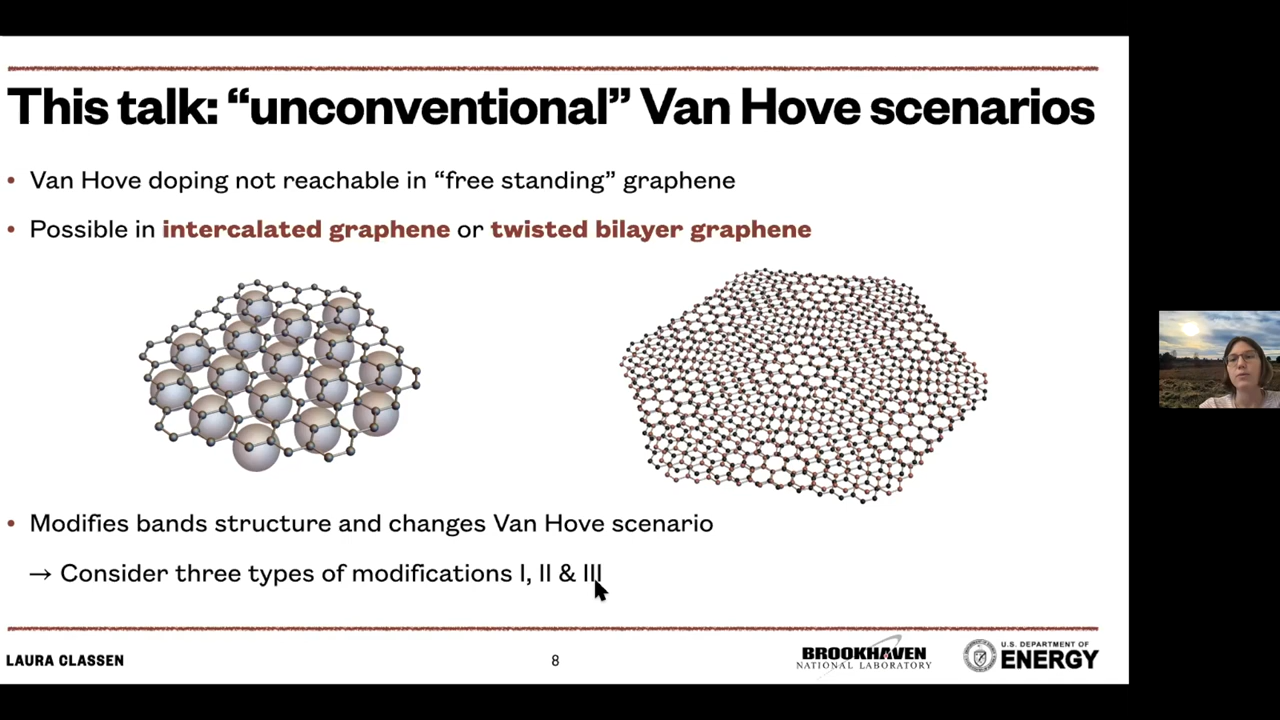 This talk: “unconventional” Van Hove scenarios
• Van Hove doping not reachable in “free standing” graphene
• Possible in intercalated graphene or twisted bilayer graphene
• Modifies bands structure and changes Van Hove scenario
→ Consider three types of modifications I, II & III
LAURA CLASSEN
8
BROOKHAVEN
NATIONAL LABORATORY
U.S. DEPARTMENT OF
ENERGY